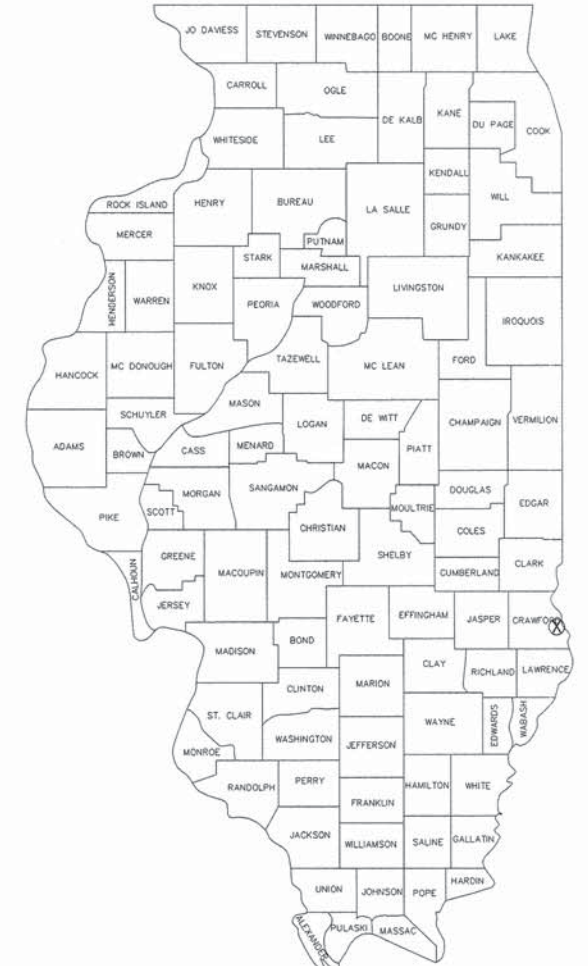 JO DAVIESS
STEVENSON
WINNEBAGO
BOONE
MC HENRY
LAKE
CARROLL
OGLE
DE KALB
KANE
DU PAGE
COOK
WHITESIDE
LEE
KENDALL
WILL
ROCK ISLAND
HENRY
BUREAU
LA SALLE
GRUNDY
MERCER
PUTNAM
KANKAKEE
STARK
MARSHALL
HENDERSON
WARREN
KNOX
PEORIA
WOODFORD
LIVINGSTON
IROQUOIS
HANCOCK
MC DONOUGH
FULTON
TAZEWELL
MC LEAN
FORD
MASON
SCHUYLER
LOGAN
DE WITT
CHAMPAIGN
VERMILION
ADAMS
BROWN
CASS
MENARD
PIATT
MACON
MORGAN
SANGAMON
DOUGLAS
EDGAR
PIKE
SCOTT
MOULTRIE
CHRISTIAN
COLES
GREENE
MACOUPIN
MONTGOMERY
SHELBY
CUMBERLAND
CLARK
CALHOUN
JERSEY
FAYETTE
EFFINGHAM
JASPER
CRAWFORD
X
MADISON
BOND
CLAY
RICHLAND
LAWRENCE
CLINTON
MARION
ST. CLAIR
WAYNE
EDWARDS
WABASH
WASHINGTON
JEFFERSON
MONROE
RANDOLPH
PERRY
HAMILTON
WHITE
FRANKLIN
JACKSON
WILLIAMSON
SALINE
GALLATIN
UNION
JOHNSON
POPE
HARDIN
ALEXANDER
PULASKI
MASSAC